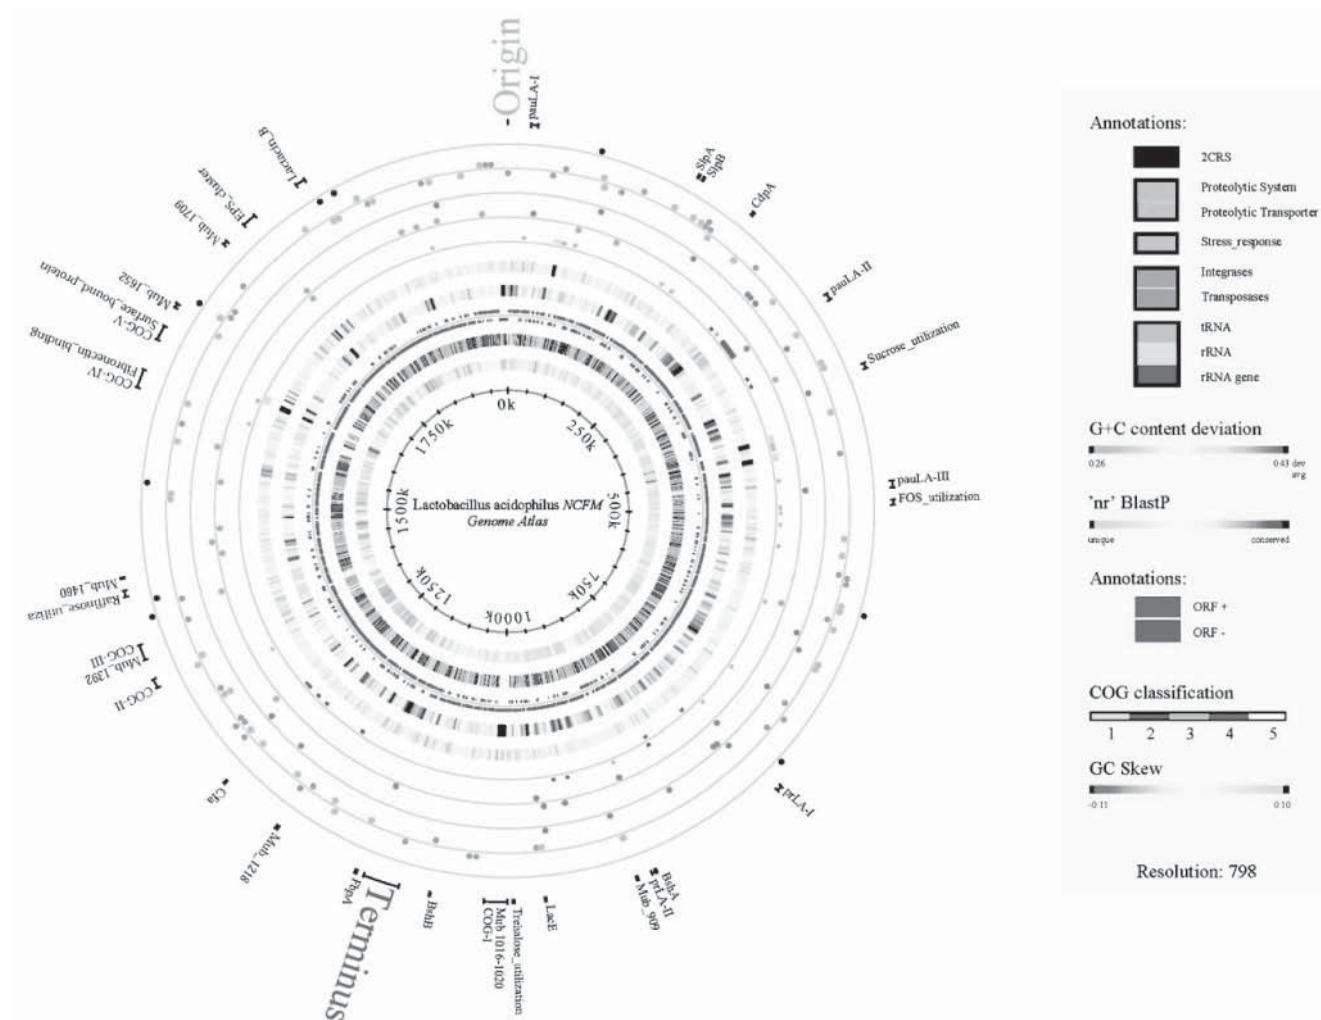 Origin
pauLA-I
SlpA
SlpB
CdpA
pauLA-II
Sucrose_utilization
pauLA-III
FOS_utilization
prLA-I
BshA
prLA-II
Mub_909
LacE
Trehalose_utilization
Mub 1016-1020
COG-I
BshB
Terminus
FbpA
Mub_1218
Cfa
COG-II
Mub_1392
COG-III
Raffinose_utiliza
Mub_1460
COG-IV
Fibronectin_binding
COG-V
Surface_bound_protein
Mub_1652
Mub_1709
EPS_cluster
Lactacin_B
0k
250k
500k
750k
1000k
1250k
1500k
1750k
Lactobacillus acidophilus NCFM
Genome Atlas
Annotations:
2CRS
Proteolytic System
Proteolytic Transporter
Stress_response
Integrases
Transposases
tRNA
rRNA
rRNA gene
G+C content deviation
0.26 0.43 dev
avg
'nr' BlastP
unique conserved
Annotations:
ORF +
ORF -
COG classification
1 2 3 4 5
GC Skew
-0.11 0.10
Resolution: 798